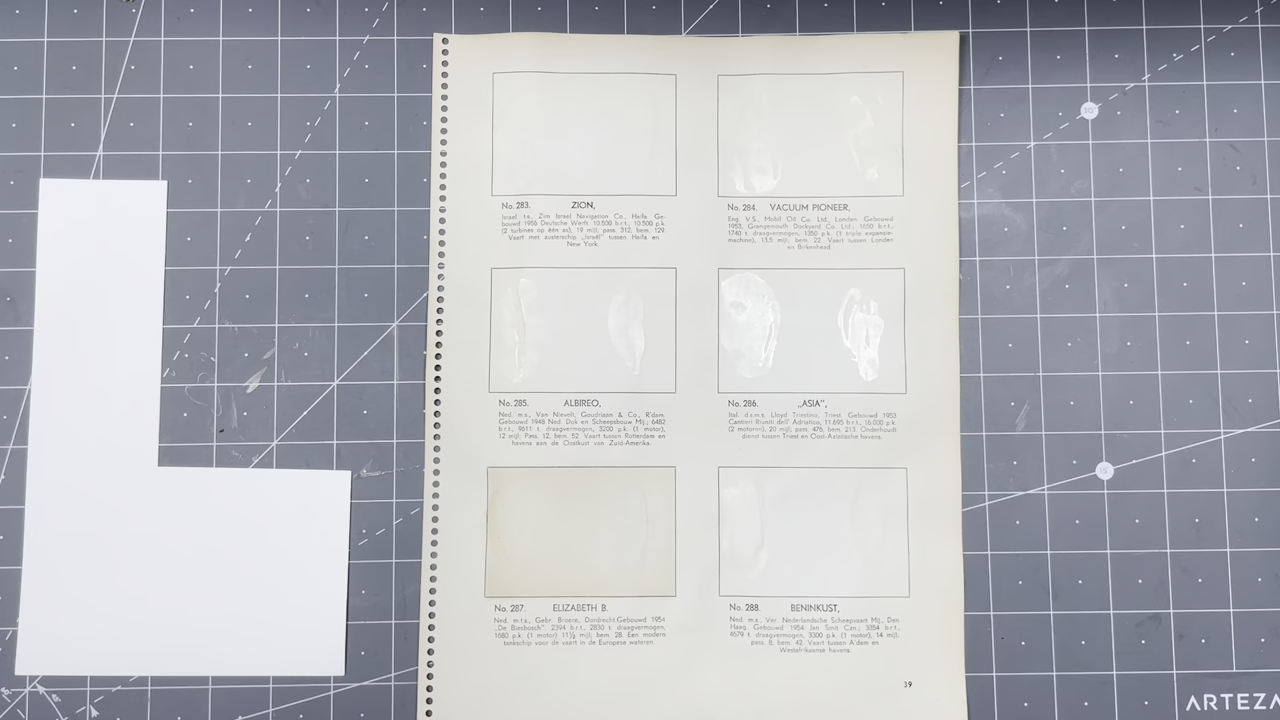 No. 283. ZION,
Israel t.s., Zim Israel Navigation Co., Haifa. Ge-
bouwd 1956 Deutsche Werft. 10.500 b.r.t., 10.500 p.k.
(2 turbines op één as), 19 mijl; pass. 312, bem. 129.
Vaart met zusterschip „Israël" tussen Haifa en
New York.
No. 284. VACUUM PIONEER,
Eng. V.S., Mobil Oil Co. Ltd., Londen Gebouwd
1953, Grangemouth Dockyard Co. Ltd.; 1650 b.r.t.,
1740 t. draagvermogen, 1350 p.k. (1 triple expansie-
machine), 13,5 mijl; bem. 22. Vaart tussen Londen
en Birkenhead.
No. 285. ALBIREO,
Ned. m.s., Van Nievelt, Goudriaan & Co., R'dam.
Gebouwd 1948 Ned. Dok en Scheepsbouw Mij.; 6482
b.r.t., 9611 t. draagvermogen, 3200 p.k. (1 motor),
12 mijl; Pass. 12, bem. 52. Vaart tussen Rotterdam en
havens aan de Oostkust van Zuid-Amerika.
No. 286. „ASIA",
Ital. d.s.m.s. Lloyd Triestino, Triest. Gebouwd 1953
Cantieri Riuniti dell' Adriatico, 11.695 b.r.t., 16.000 p.k.
(2 motoren), 20 mijl; pass. 476, bem. 213. Onderhoudt
dienst tussen Triest en Oost-Aziatische havens.
No. 287. ELIZABETH B.
Ned. m.t.s., Gebr. Broere, Dordrecht. Gebouwd 1954
„De Biesbosch". 2394 b.r.t., 2830 t. draagvermogen,
1680 p.k. (1 motor) 11½ mijl; bem. 28. Een modern
tankschip voor de vaart in de Europese wateren.
No. 288. BENINKUST,
Ned. m.s., Ver. Nederlandsche Scheepvaart Mij., Den
Haag. Gebouwd 1954 Jan Smit Czn.; 3354 b.r.t.,
4679 t. draagvermogen, 3300 p.k. (1 motor), 14 mijl;
pass. 8, bem. 42. Vaart tussen A'dam en
Westafrikaanse havens.
39
ARTEZA